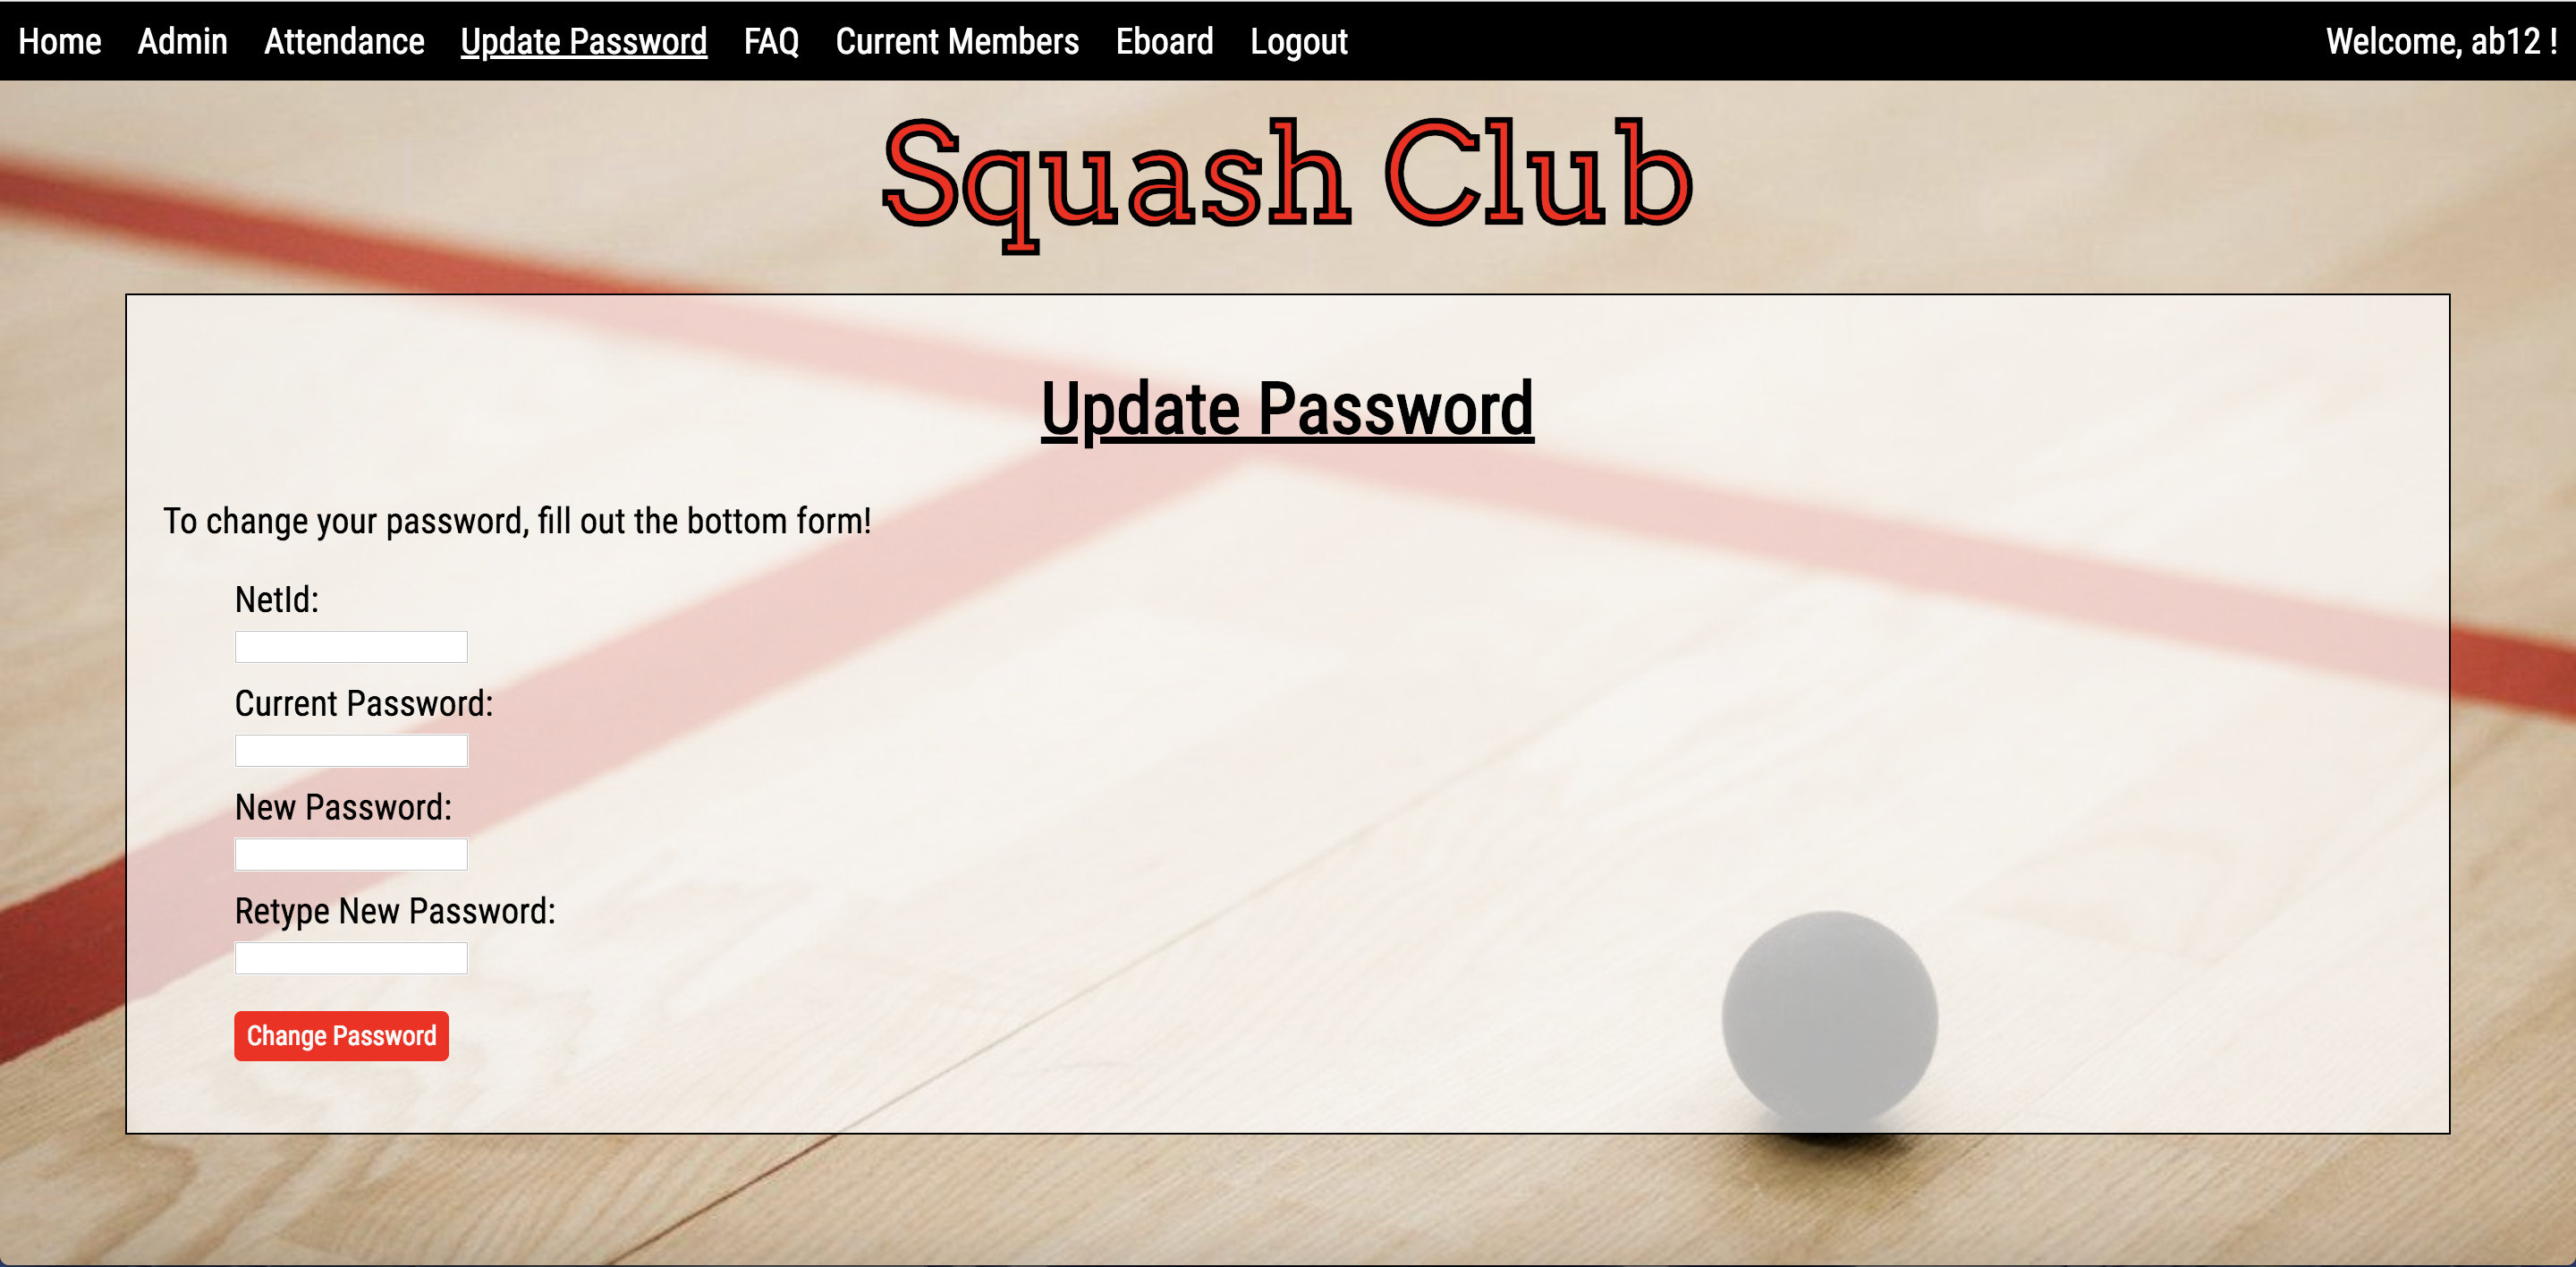 Home Admin Attendance Update Password FAQ Current Members Eboard Logout Welcome, ab12 !
Squash Club
Update Password
To change your password, fill out the bottom form!
NetId:
Current Password:
New Password:
Retype New Password:
Change Password